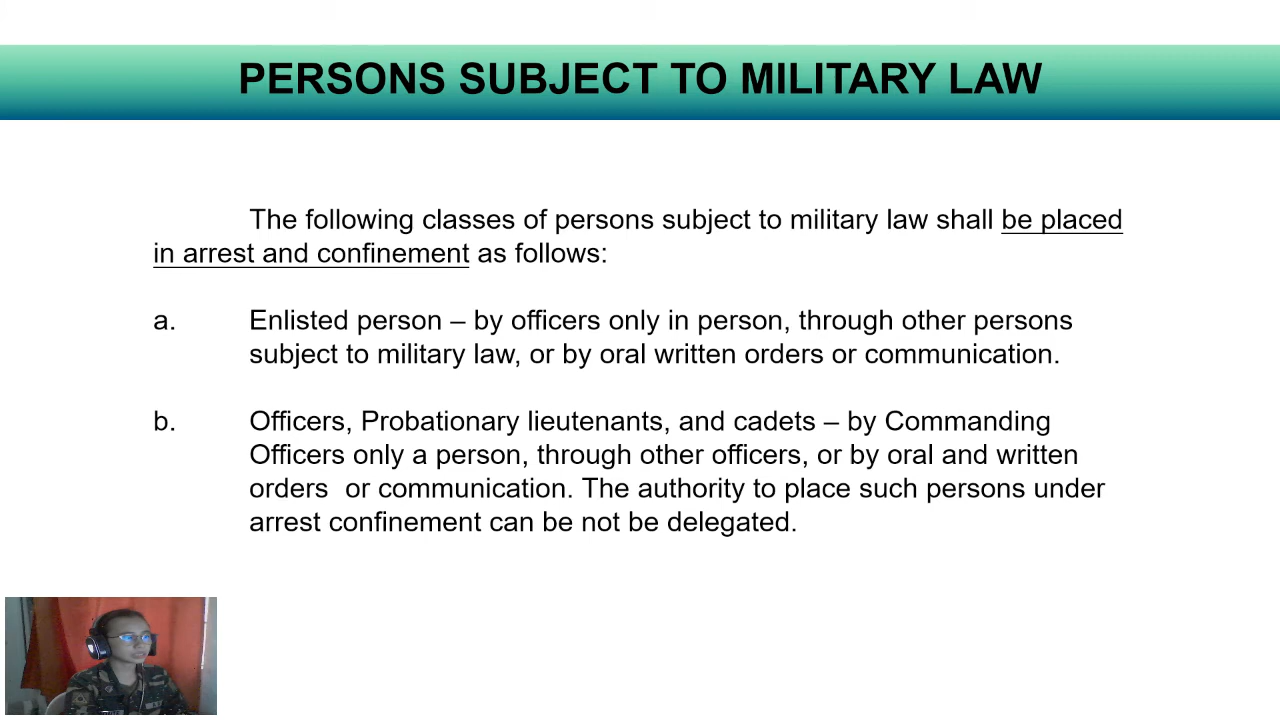 PERSONS SUBJECT TO MILITARY LAW
The following classes of persons subject to military law shall be placed
in arrest and confinement as follows:
a. Enlisted person – by officers only in person, through other persons
subject to military law, or by oral written orders or communication.
b. Officers, Probationary lieutenants, and cadets – by Commanding
Officers only a person, through other officers, or by oral and written
orders  or communication. The authority to place such persons under
arrest confinement can be not be delegated.